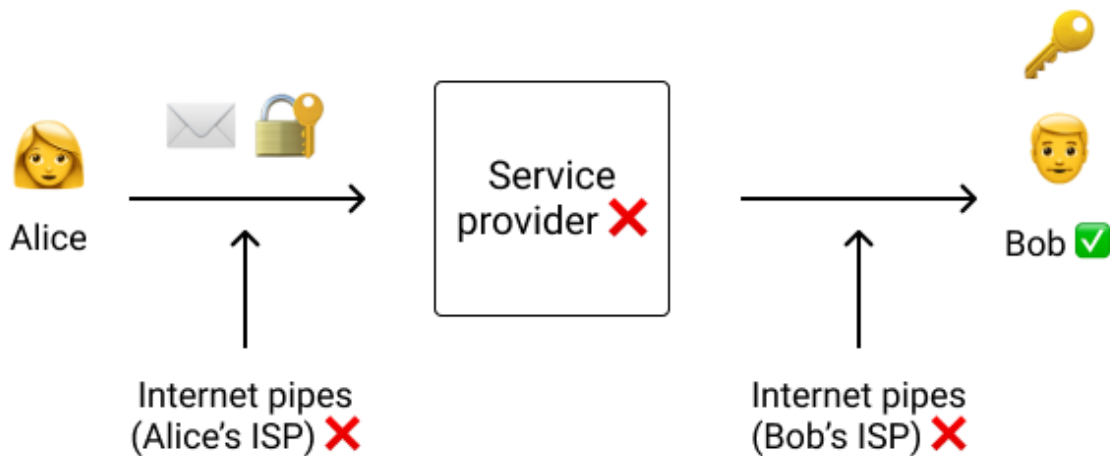 Alice
Service
provider ❌
Bob ✅
Internet pipes
(Alice’s ISP) ❌
Internet pipes
(Bob’s ISP) ❌